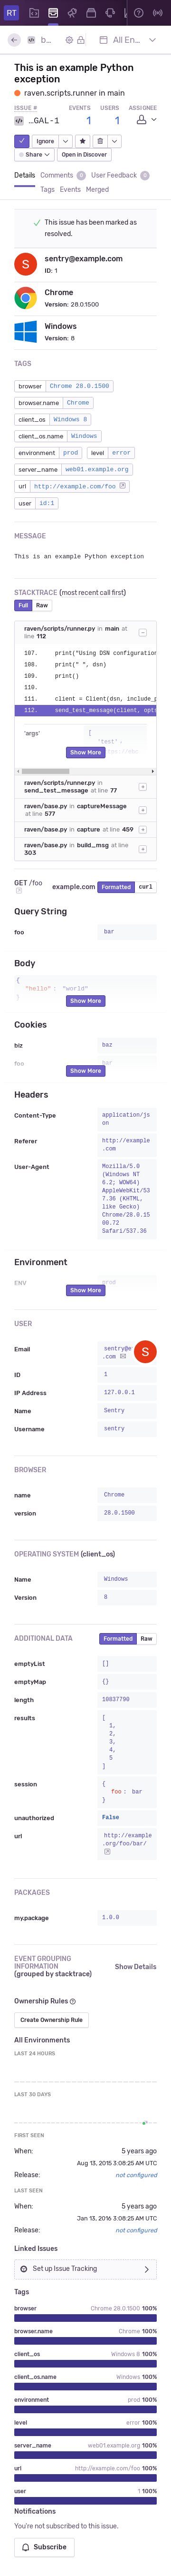 RT
b...
All En...
This is an example Python
exception
raven.scripts.runner in main
ISSUE #
EVENTS
USERS
ASSIGNEE
...GAL-1
1
1
Ignore
Share
Open in Discover
Details
Comments 0
User Feedback 0
Tags
Events
Merged
This issue has been marked as
resolved.
S
sentry@example.com
ID: 1
Chrome
Version: 28.0.1500
Windows
Version: 8
TAGS
browser Chrome 28.0.1500
browser.name Chrome
client_os Windows 8
client_os.name Windows
environment prod
level error
server_name web01.example.org
url http://example.com/foo
user id:1
MESSAGE
This is an example Python exception
STACKTRACE (most recent call first)
Full Raw
raven/scripts/runner.py in main at
line 112
107. print("Using DSN configuration
108. print(" ", dsn)
109. print()
110.
111. client = Client(dsn, include_p
112. send_test_message(client, opti
'args'
[
'test',
Show More
raven/scripts/runner.py in
send_test_message at line 77
raven/base.py in captureMessage
at line 577
raven/base.py in capture at line 459
raven/base.py in build_msg at line
303
GET /foo
example.com
Formatted curl
Query String
foo
bar
Body
{
"hello": "world"
}
Show More
Cookies
biz
baz
foo
bar
Show More
Headers
Content-Type
application/js
on
Referer
http://example
.com
User-Agent
Mozilla/5.0
(Windows NT
6.2; WOW64)
AppleWebKit/53
7.36 (KHTML,
like Gecko)
Chrome/28.0.15
00.72
Safari/537.36
Environment
ENV
prod
Show More
USER
Email
sentry@e
.com
S
ID
1
IP Address
127.0.0.1
Name
Sentry
Username
sentry
BROWSER
name
Chrome
version
28.0.1500
OPERATING SYSTEM (client_os)
Name
Windows
Version
8
ADDITIONAL DATA
Formatted Raw
emptyList
[]
emptyMap
{}
length
10837790
results
[
1,
2,
3,
4,
5
]
session
{
foo: bar
}
unauthorized
False
url
http://example
.org/foo/bar/
PACKAGES
my.package
1.0.0
EVENT GROUPING
INFORMATION
(grouped by stacktrace)
Show Details
Ownership Rules
Create Ownership Rule
All Environments
LAST 24 HOURS
LAST 30 DAYS
FIRST SEEN
When:
5 years ago
Aug 13, 2015 3:08:25 AM UTC
Release:
not configured
LAST SEEN
When:
5 years ago
Jan 13, 2016 3:08:25 AM UTC
Release:
not configured
Linked Issues
Set up Issue Tracking
Tags
browser
Chrome 28.0.1500 100%
browser.name
Chrome 100%
client_os
Windows 8 100%
client_os.name
Windows 100%
environment
prod 100%
level
error 100%
server_name
web01.example.org 100%
url
http://example.com/foo 100%
user
1 100%
Notifications
You're not subscribed to this issue.
Subscribe